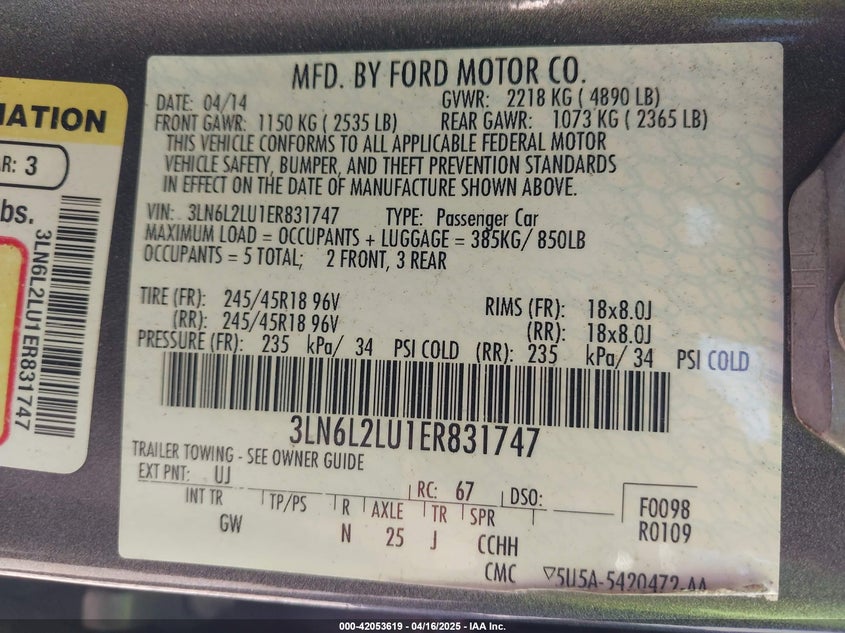 MATION
AR: 3
bs.
3LN6L2LU1ER831747
MFD. BY FORD MOTOR CO.
DATE: 04/14 GVWR: 2218 KG ( 4890 LB)
FRONT GAWR: 1150 KG ( 2535 LB) REAR GAWR: 1073 KG ( 2365 LB)
THIS VEHICLE CONFORMS TO ALL APPLICABLE FEDERAL MOTOR
VEHICLE SAFETY, BUMPER, AND THEFT PREVENTION STANDARDS
IN EFFECT ON THE DATE OF MANUFACTURE SHOWN ABOVE.
VIN: 3LN6L2LU1ER831747 TYPE: Passenger Car
MAXIMUM LOAD = OCCUPANTS + LUGGAGE = 385KG/ 850LB
OCCUPANTS = 5 TOTAL; 2 FRONT, 3 REAR
TIRE (FR): 245/45R18 96V RIMS (FR): 18x8.0J
(RR): 245/45R18 96V (RR): 18x8.0J
PRESSURE (FR): 235 kPa/ 34 PSI COLD (RR): 235 kPa/ 34 PSI COLD
3LN6L2LU1ER831747
TRAILER TOWING - SEE OWNER GUIDE
EXT PNT: UJ RC: 67 DSO:
INT TR TP/PS R AXLE TR SPR F0098
GW N 25 J CCHH R0109
CMC ▽5U5A-5420472-AA
000-42053619 - 04/16/2025 - IAA Inc.